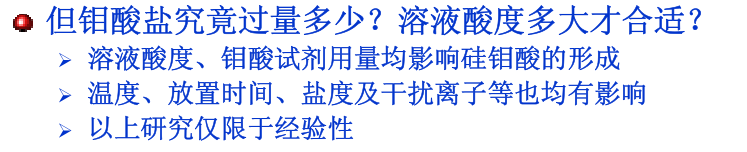 但钼酸盐究竟过量多少？溶液酸度多大才合适？
溶液酸度、钼酸试剂用量均影响硅钼酸的形成
温度、放置时间、盐度及干扰离子等也均有影响
以上研究仅限于经验性